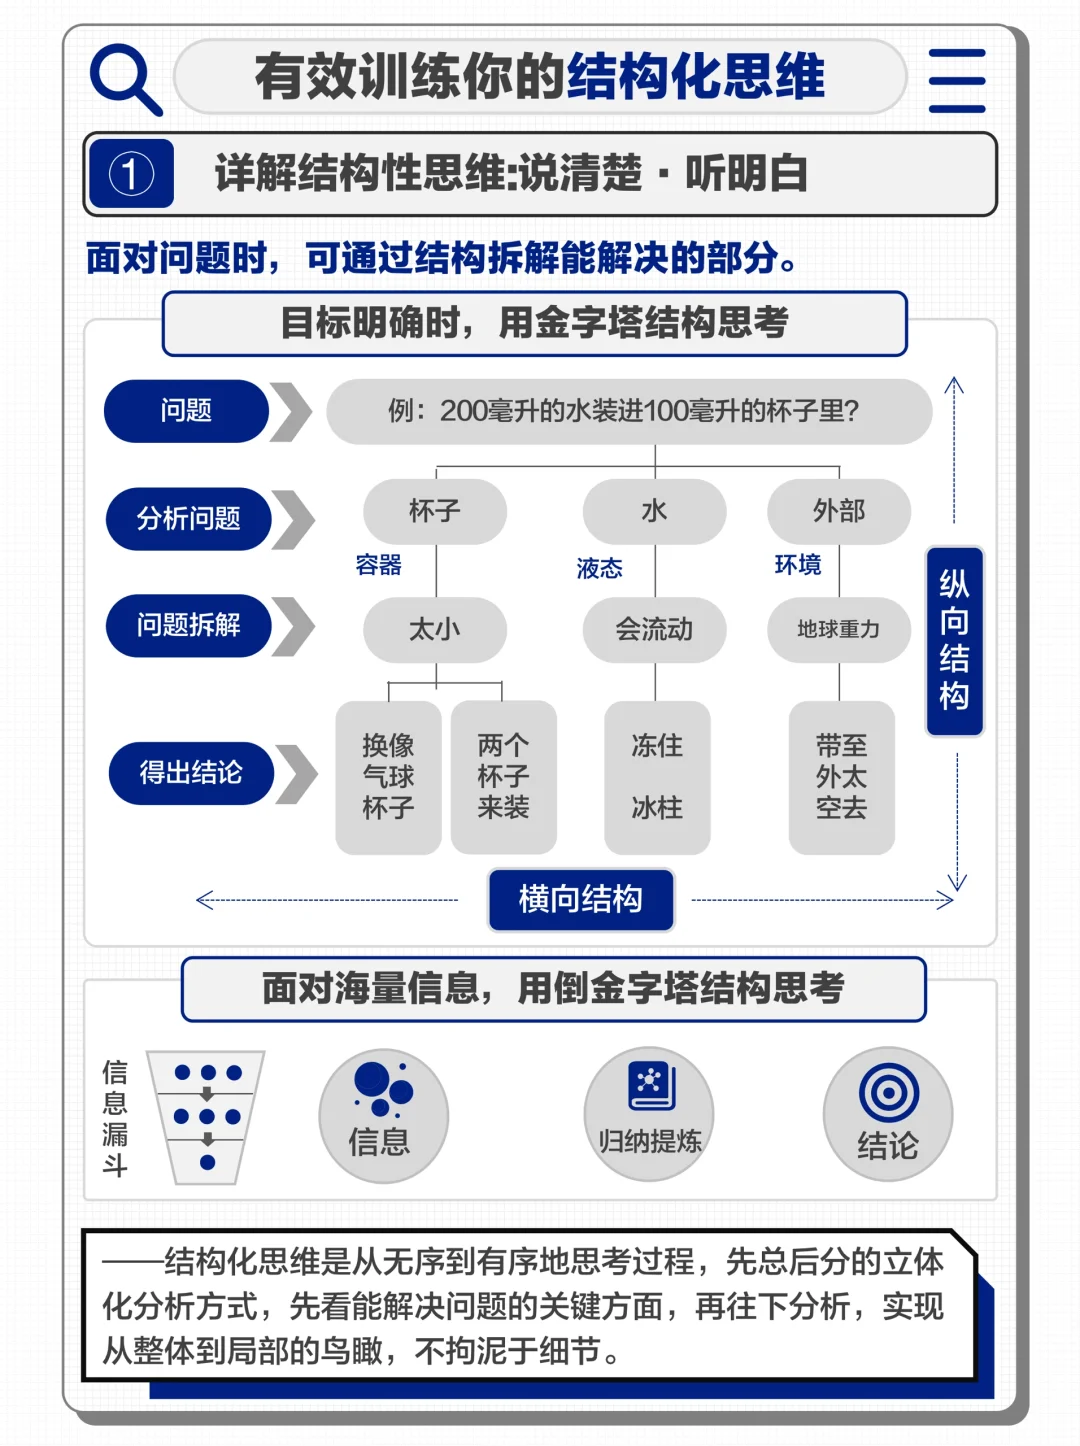 有效训练你的结构化思维
① 详解结构性思维:说清楚·听明白
面对问题时，可通过结构拆解能解决的部分。
目标明确时，用金字塔结构思考
问题
例：200毫升的水装进100毫升的杯子里?
分析问题
杯子
水
外部
容器
液态
环境
问题拆解
太小
会流动
地球重力
得出结论
换像
气球
杯子
两个
杯子
来装
冻住
冰柱
带至
外太
空去
纵向结构
横向结构
面对海量信息，用倒金字塔结构思考
信息漏斗
信息
归纳提炼
结论
——结构化思维是从无序到有序地思考过程，先总后分的立体
化分析方式，先看能解决问题的关键方面，再往下分析，实现
从整体到局部的鸟瞰，不拘泥于细节。